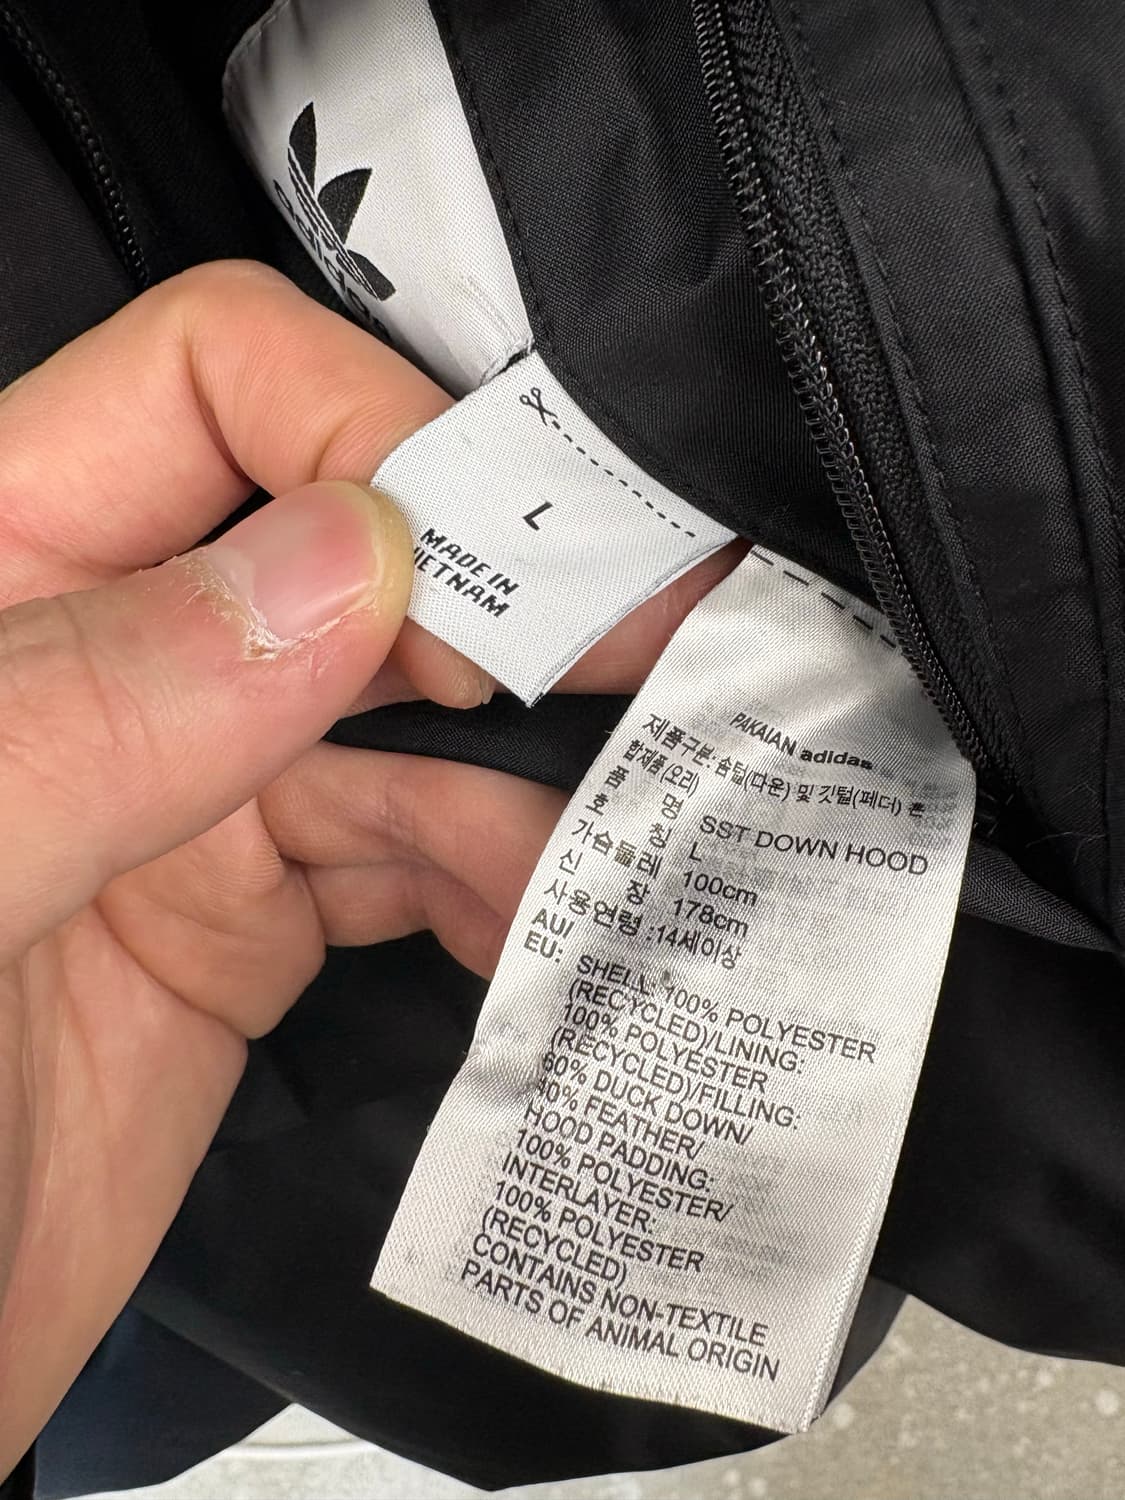 adidas
L
MADE IN
VIETNAM
PAKAIAN adidas
제품구분: 솜털(다운) 및 깃털(페더) 혼
합제품(오리)
품 명 SST DOWN HOOD
호 칭 L
가슴둘레 100cm
신 장 178cm
사용연령 :14세이상
AU/
EU: SHELL: 100% POLYESTER
(RECYCLED)/LINING:
100% POLYESTER
(RECYCLED)/FILLING:
60% DUCK DOWN/
40% FEATHER/
HOOD PADDING:
100% POLYESTER/
INTERLAYER:
100% POLYESTER
(RECYCLED)
CONTAINS NON-TEXTILE
PARTS OF ANIMAL ORIGIN